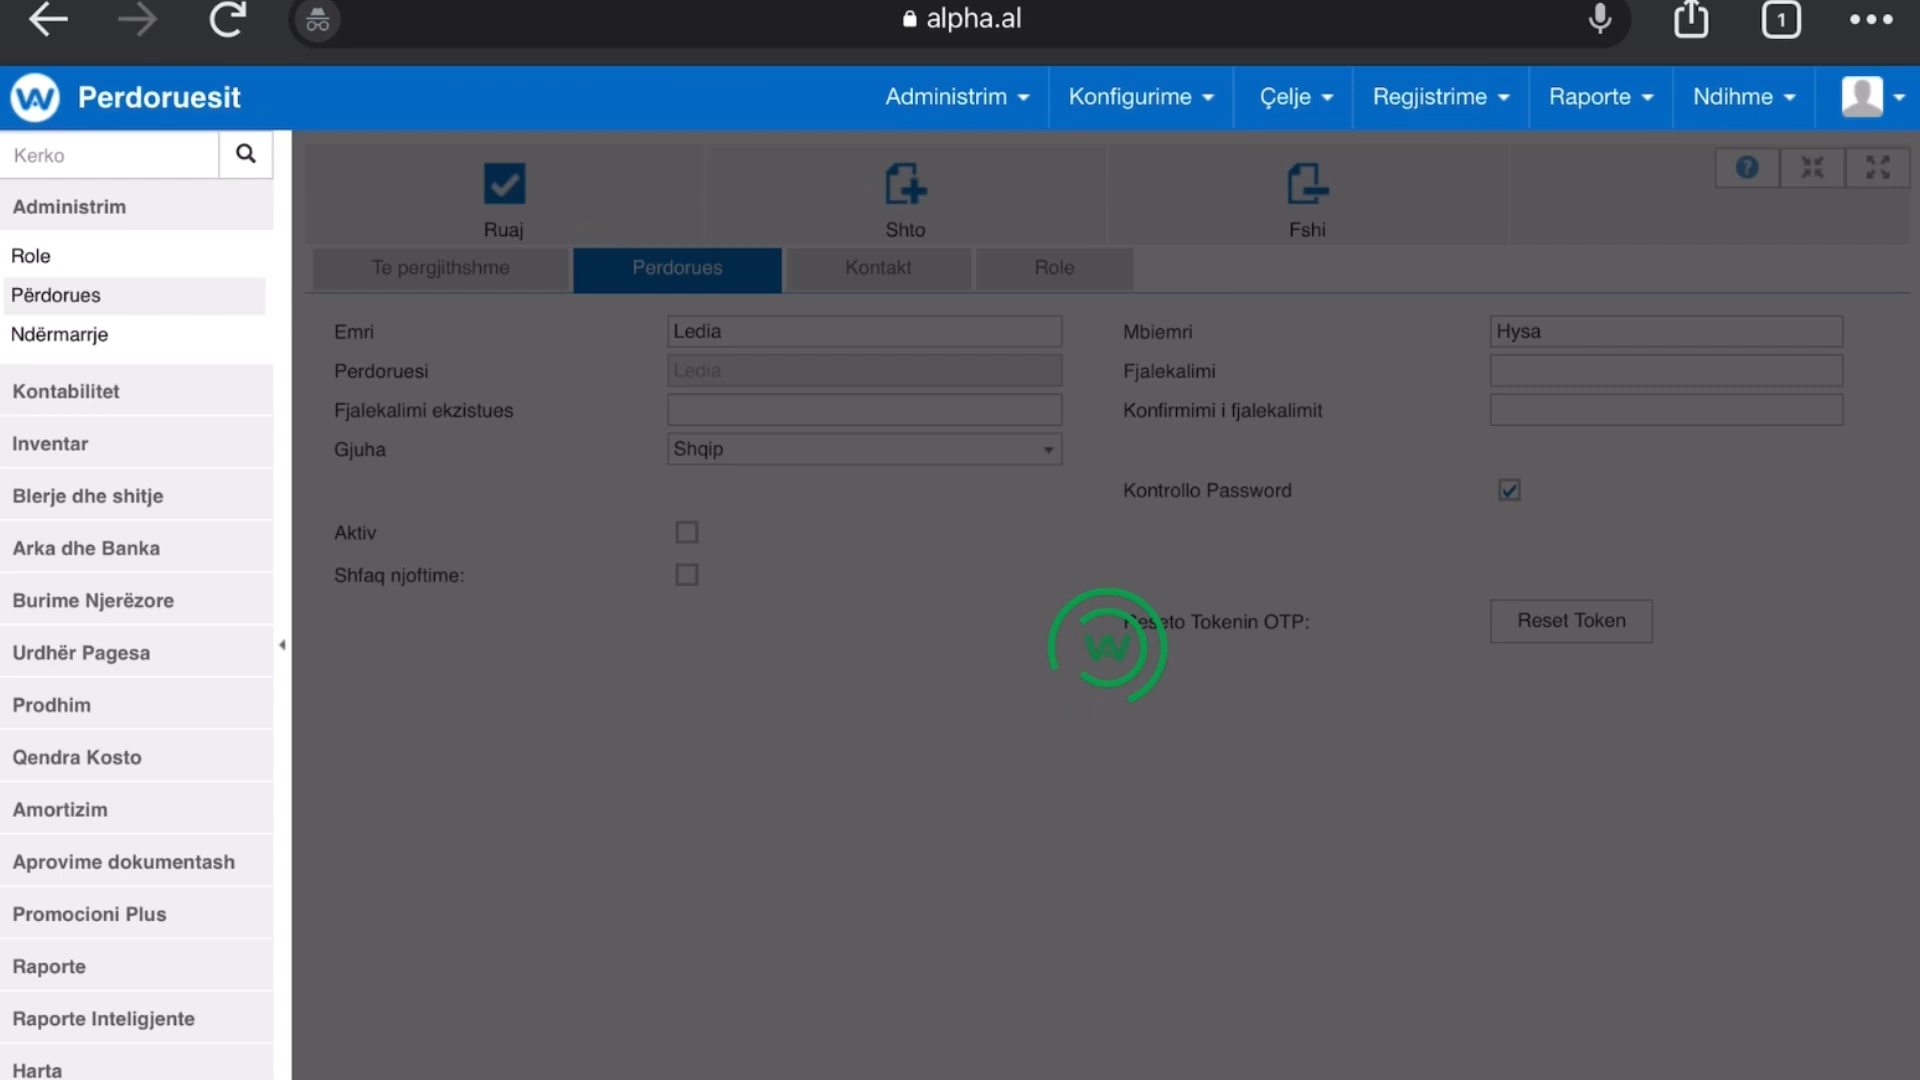 alpha.al
1
Perdoruesit
Administrim
Konfigurime
Çelje
Regjistrime
Raporte
Ndihme
Kerko
Administrim
Role
Përdorues
Ndërmarrje
Kontabilitet
Inventar
Blerje dhe shitje
Arka dhe Banka
Burime Njerëzore
Urdhër Pagesa
Prodhim
Qendra Kosto
Amortizim
Aprovime dokumentash
Promocioni Plus
Raporte
Raporte Inteligjente
Harta
Ruaj
Shto
Fshi
?
Te pergjithshme
Perdorues
Kontakt
Role
Emri Ledia
Mbiemri Hysa
Perdoruesi Ledia
Fjalekalimi
Fjalekalimi ekzistues
Konfirmimi i fjalekalimit
Gjuha Shqip
Kontrollo Password
Aktiv
Shfaq njoftime:
Reseto Tokenin OTP: Reset Token